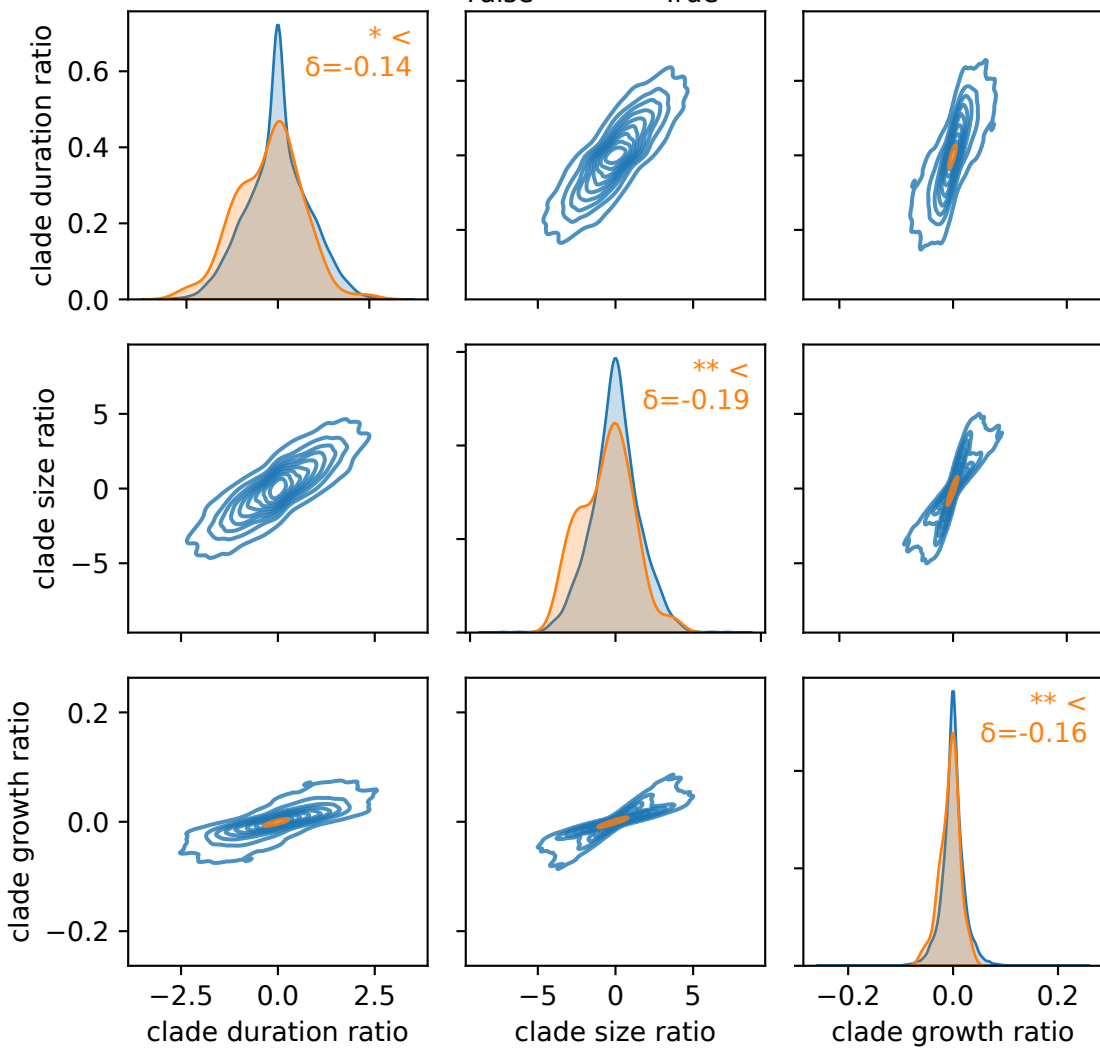 clade duration ratio
0.6
0.4
0.2
0.0
* <
δ=-0.14
clade size ratio
5
0
−5
** <
δ=-0.19
clade growth ratio
0.2
0.0
−0.2
** <
δ=-0.16
−2.5 0.0 2.5
−5 0 5
−0.2 0.0 0.2
clade duration ratio
clade size ratio
clade growth ratio